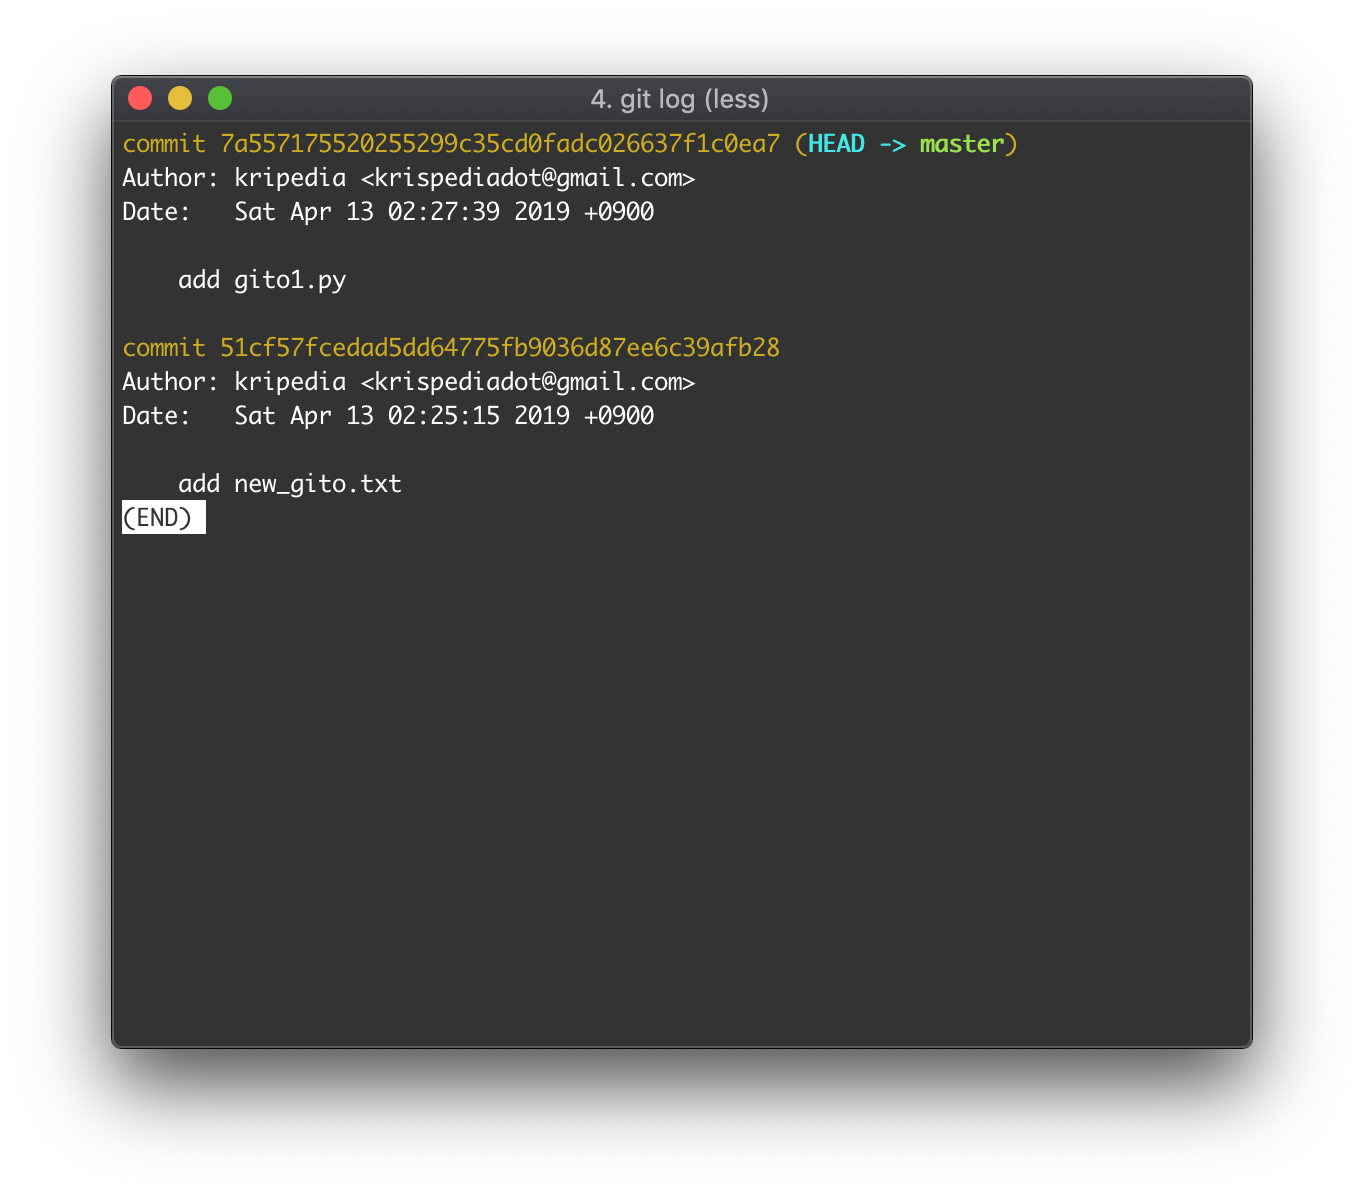 4. git log (less)
commit 7a557175520255299c35cd0fadc026637f1c0ea7 (HEAD -> master)
Author: kripedia <krispediadot@gmail.com>
Date:   Sat Apr 13 02:27:39 2019 +0900
    add gito1.py
commit 51cf57fcedad5dd64775fb9036d87ee6c39afb28
Author: kripedia <krispediadot@gmail.com>
Date:   Sat Apr 13 02:25:15 2019 +0900
    add new_gito.txt
(END)